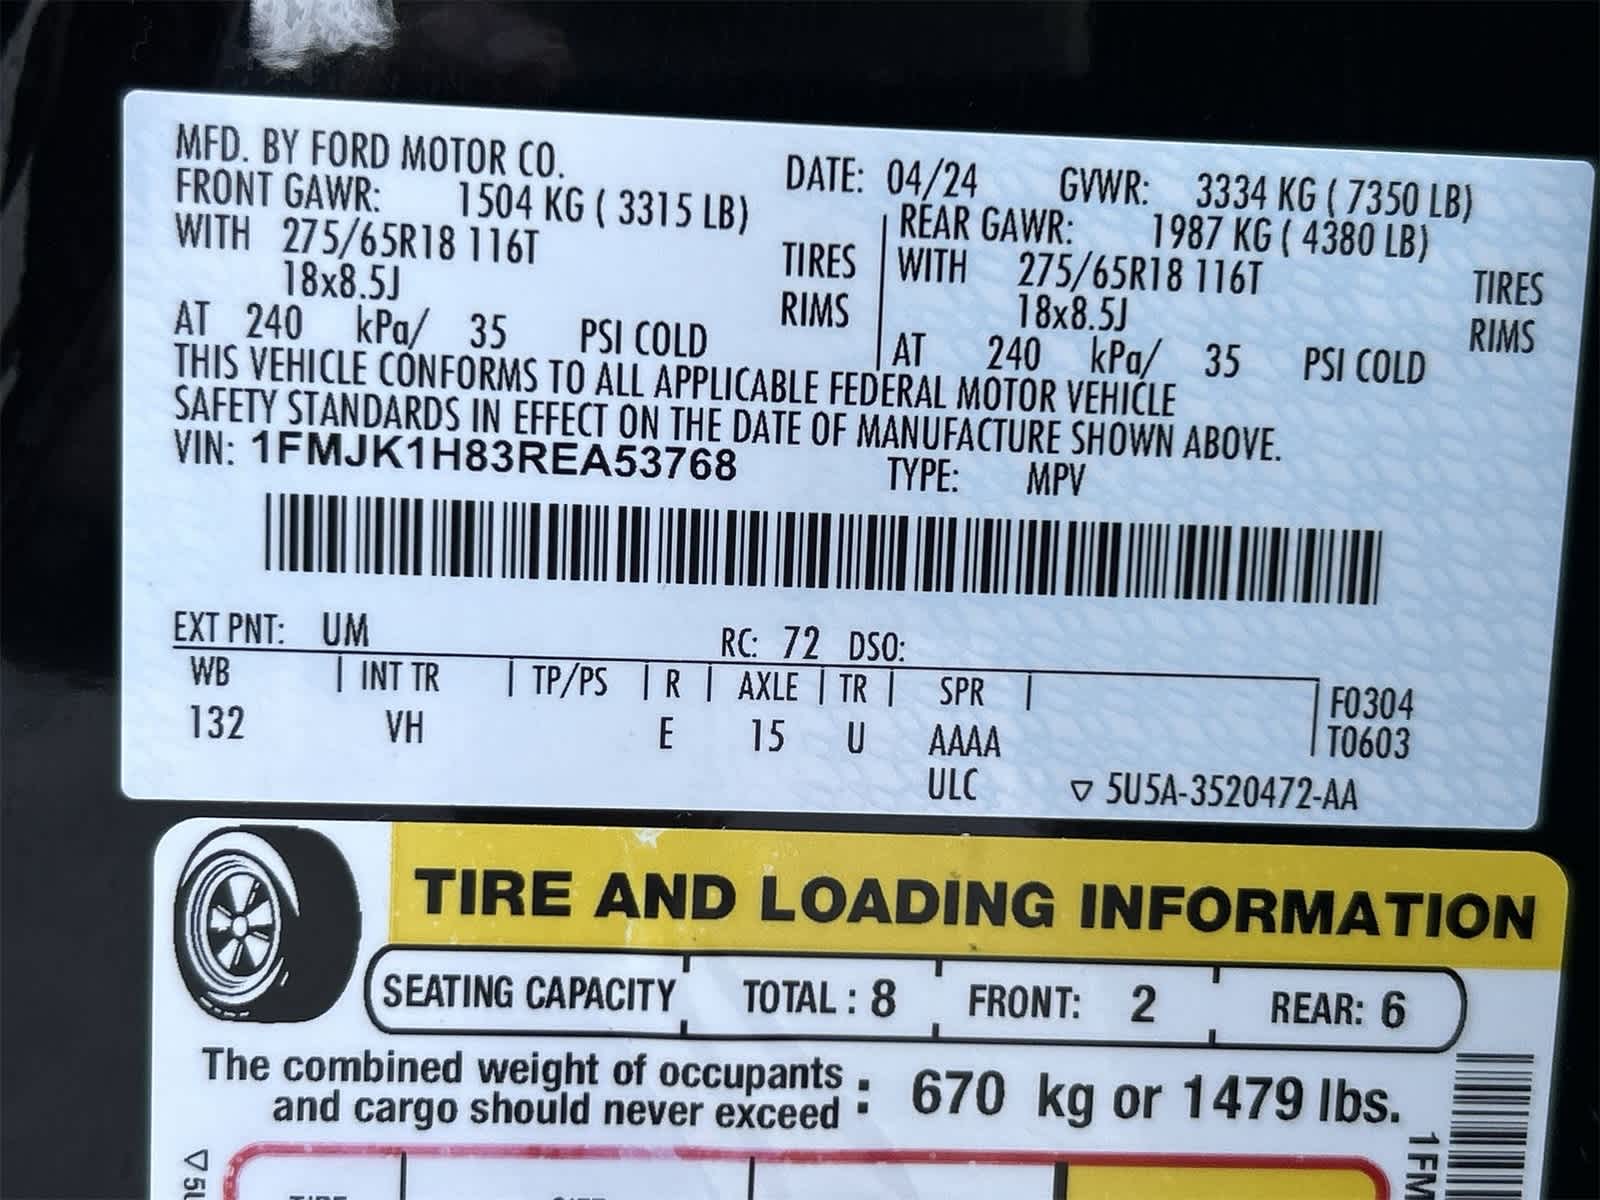 MFD. BY FORD MOTOR CO.
DATE: 04/24 GVWR: 3334 KG ( 7350 LB)
FRONT GAWR: 1504 KG ( 3315 LB)
WITH 275/65R18 116T TIRES
18x8.5J RIMS
AT 240 kPa/ 35 PSI COLD
REAR GAWR: 1987 KG ( 4380 LB)
WITH 275/65R18 116T TIRES
18x8.5J RIMS
AT 240 kPa/ 35 PSI COLD
THIS VEHICLE CONFORMS TO ALL APPLICABLE FEDERAL MOTOR VEHICLE
SAFETY STANDARDS IN EFFECT ON THE DATE OF MANUFACTURE SHOWN ABOVE.
VIN: 1FMJK1H83REA53768 TYPE: MPV
EXT PNT: UM RC: 72 DSO:
WB | INT TR | TP/PS | R | AXLE | TR | SPR | F0304
132 VH E 15 U AAAA T0603
ULC ▽ 5U5A-3520472-AA
TIRE AND LOADING INFORMATION
SEATING CAPACITY TOTAL : 8 FRONT: 2 REAR: 6
The combined weight of occupants
and cargo should never exceed : 670 kg or 1479 lbs.
1FM
▽5U